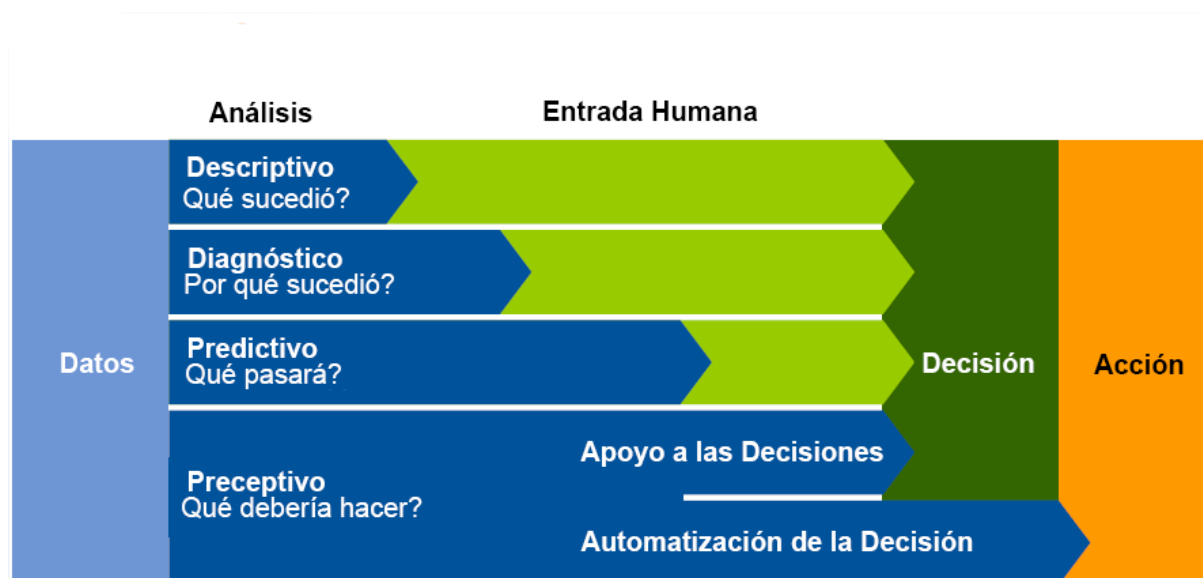 Análisis
Entrada Humana
Descriptivo
Qué sucedió?
Diagnóstico
Por qué sucedió?
Predictivo
Qué pasará?
Preceptivo
Qué debería hacer?
Datos
Apoyo a las Decisiones
Automatización de la Decisión
Decisión
Acción